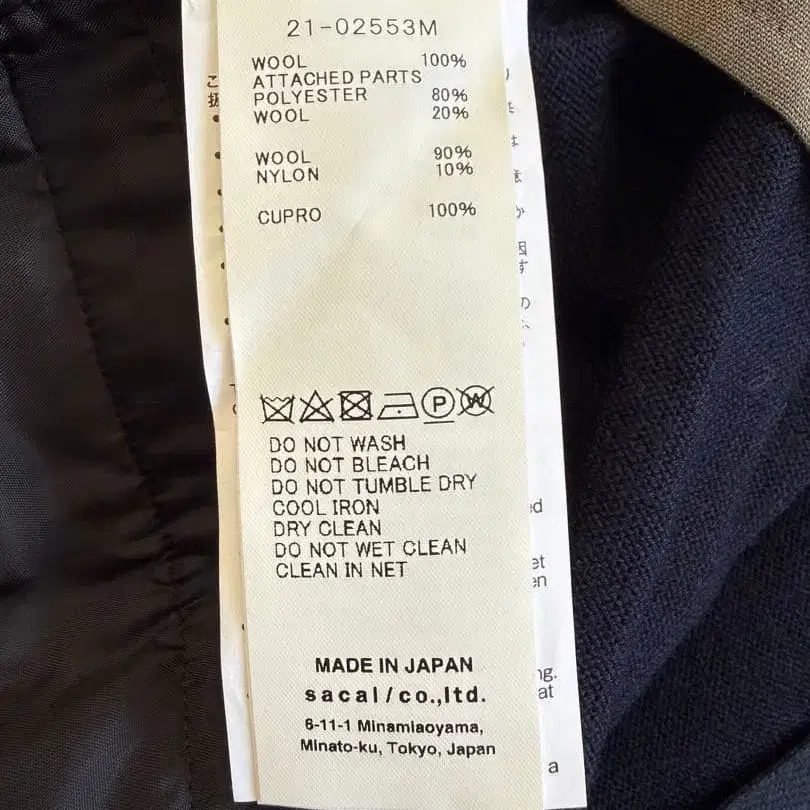 21-02553M
WOOL 100%
ATTACHED PARTS
POLYESTER 80%
WOOL 20%
WOOL 90%
NYLON 10%
CUPRO 100%
P W
DO NOT WASH
DO NOT BLEACH
DO NOT TUMBLE DRY
COOL IRON
DRY CLEAN
DO NOT WET CLEAN
CLEAN IN NET
MADE IN JAPAN
sacai/co.,ltd.
6-11-1 Minamiaoyama,
Minato-ku, Tokyo, Japan